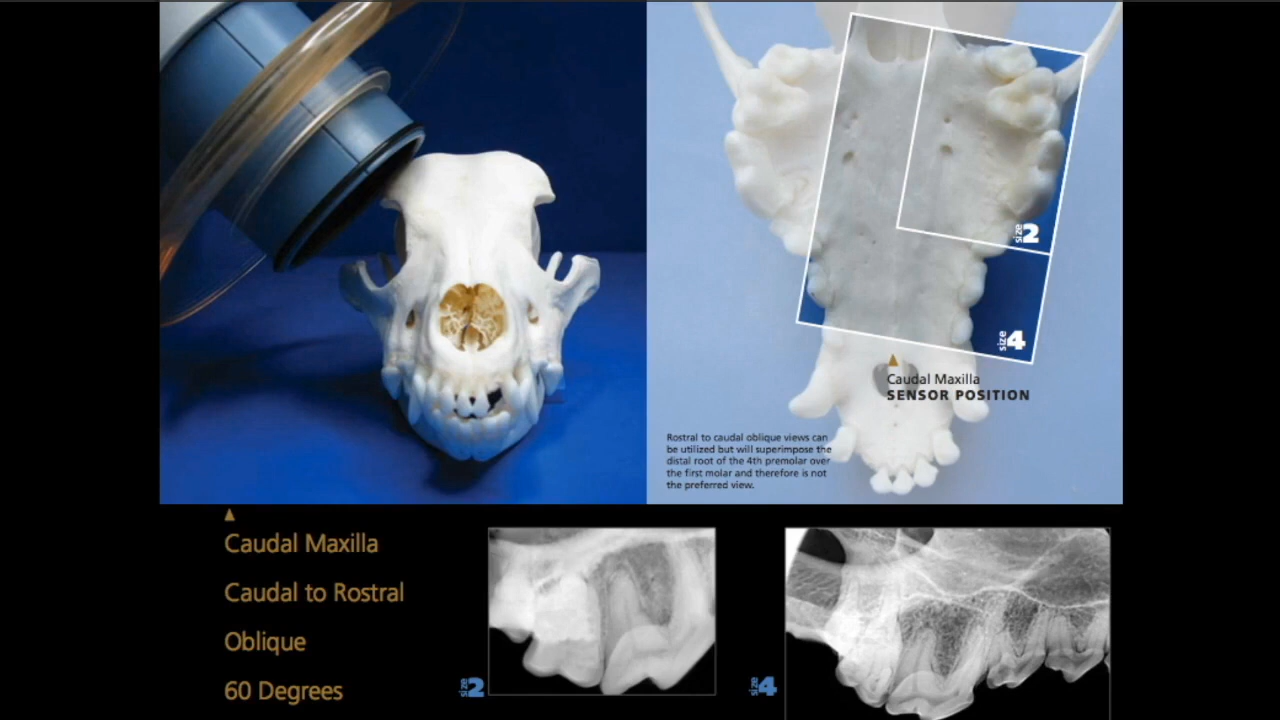 size 2
size 4
Caudal Maxilla
SENSOR POSITION
Rostral to caudal oblique views can
be utilized but will superimpose the
distal root of the 4th premolar over
the first molar and therefore is not
the preferred view.
Caudal Maxilla
Caudal to Rostral
Oblique
60 Degrees
size 2
size 4